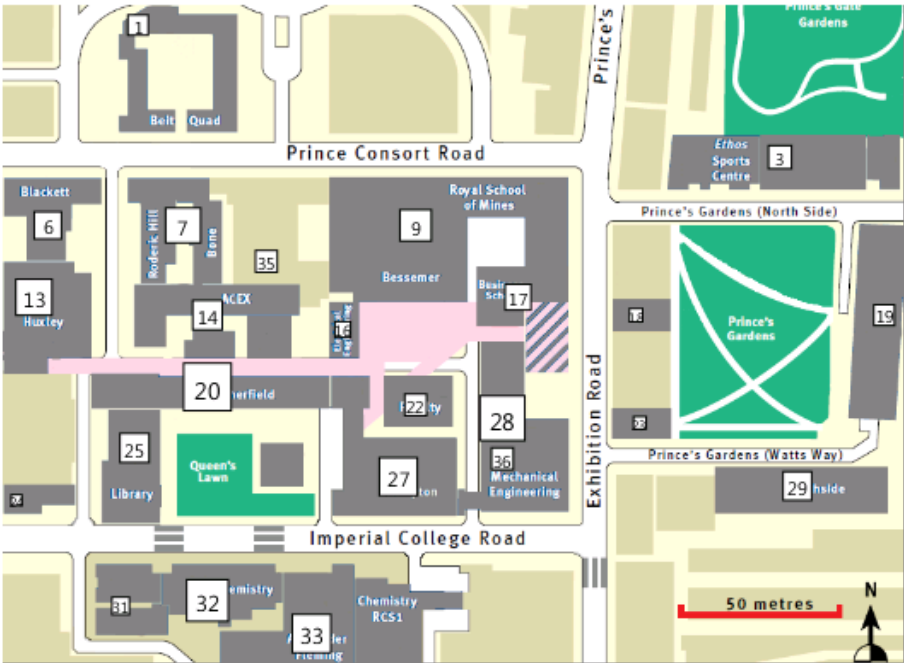 Prince's Gate
Gardens
Prince's
1
Beit Quad
Prince Consort Road
Ethos
Sports
Centre
3
Blackett
6
Roderic Hill
7
Bone
35
9
Royal School
of Mines
Bessemer
Prince's Gardens (North Side)
13
Huxley
ACEX
14
16
17
18
Prince's
Gardens
19
20
22
Exhibition Road
25
Library
Queen's
Lawn
27
28
36
Mechanical
Engineering
Prince's Gardens (Watts Way)
29
Imperial College Road
31
32
33
Chemistry
RCS1
50 metres
N